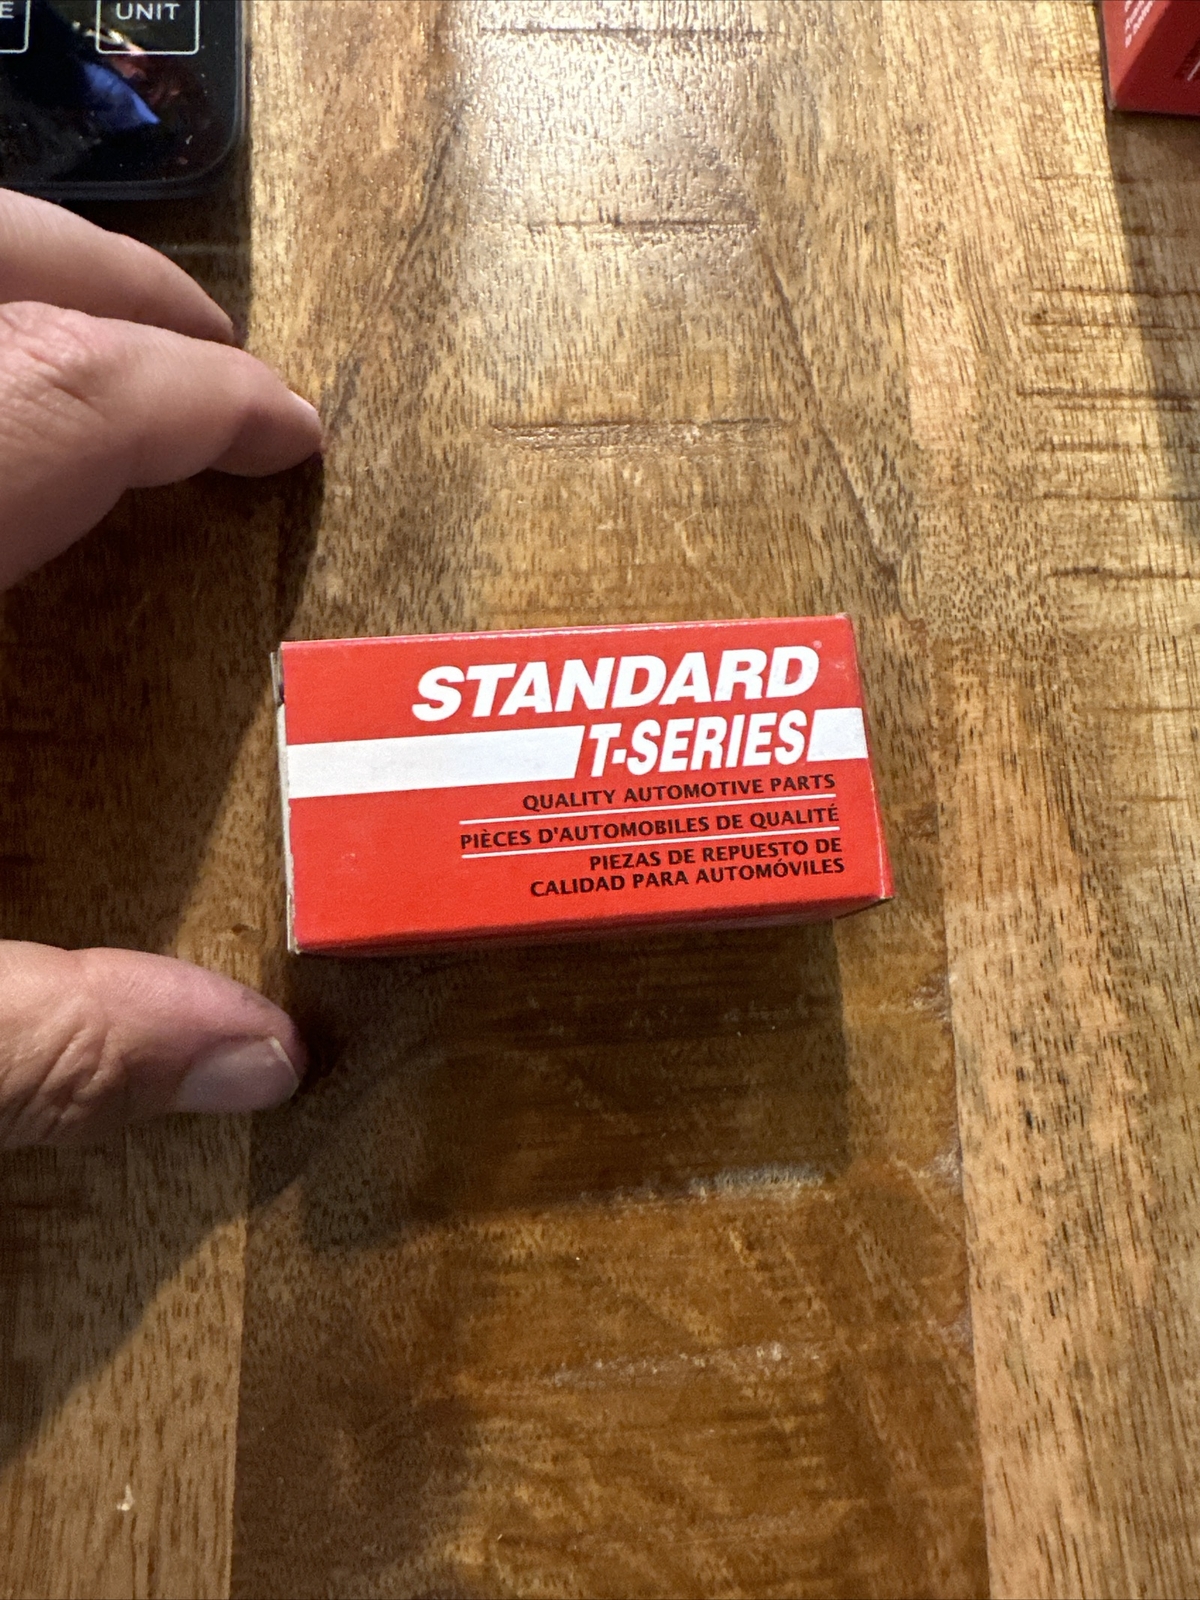 E
UNIT
STANDARD®
T-SERIES
QUALITY AUTOMOTIVE PARTS
PIÈCES D'AUTOMOBILES DE QUALITÉ
PIEZAS DE REPUESTO DE
CALIDAD PARA AUTOMÓVILES